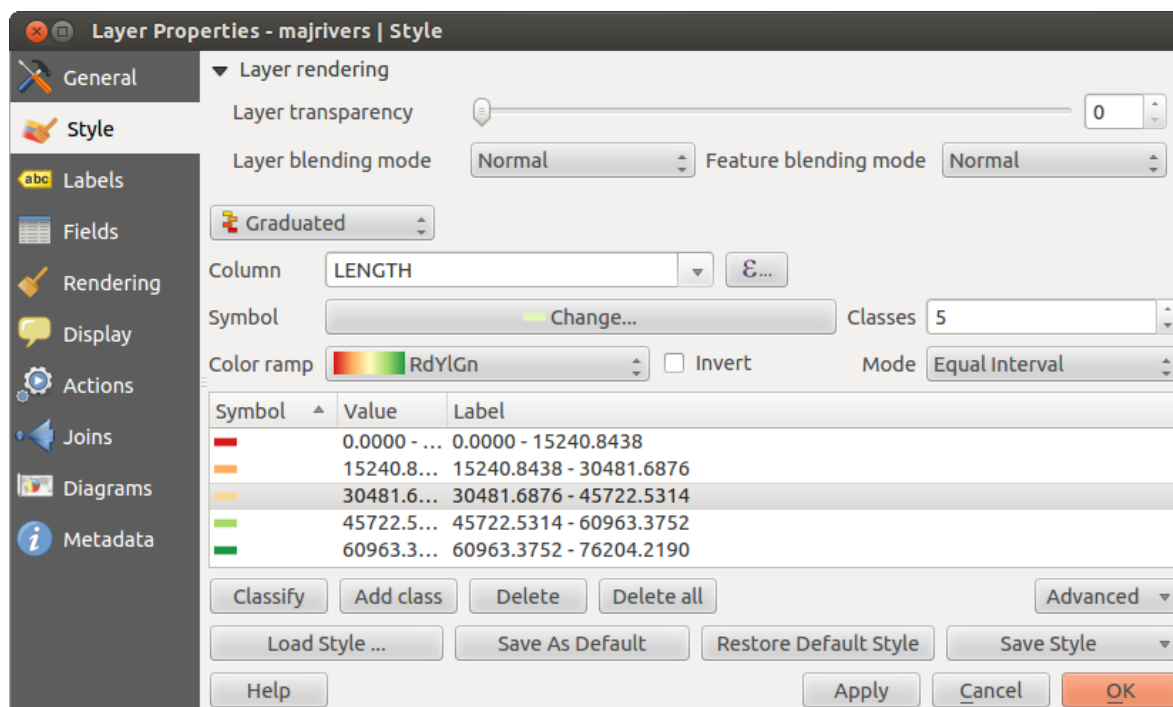 Layer Properties - majrivers | Style
General
Style
abc Labels
Fields
Rendering
Display
Actions
Joins
Diagrams
Metadata
Layer rendering
Layer transparency 0
Layer blending mode Normal Feature blending mode Normal
Graduated
Column LENGTH ε...
Symbol Change... Classes 5
Color ramp RdYlGn Invert Mode Equal Interval
Symbol Value Label
0.0000 - ... 0.0000 - 15240.8438
15240.8... 15240.8438 - 30481.6876
30481.6... 30481.6876 - 45722.5314
45722.5... 45722.5314 - 60963.3752
60963.3... 60963.3752 - 76204.2190
Classify Add class Delete Delete all Advanced
Load Style ... Save As Default Restore Default Style Save Style
Help Apply Cancel OK